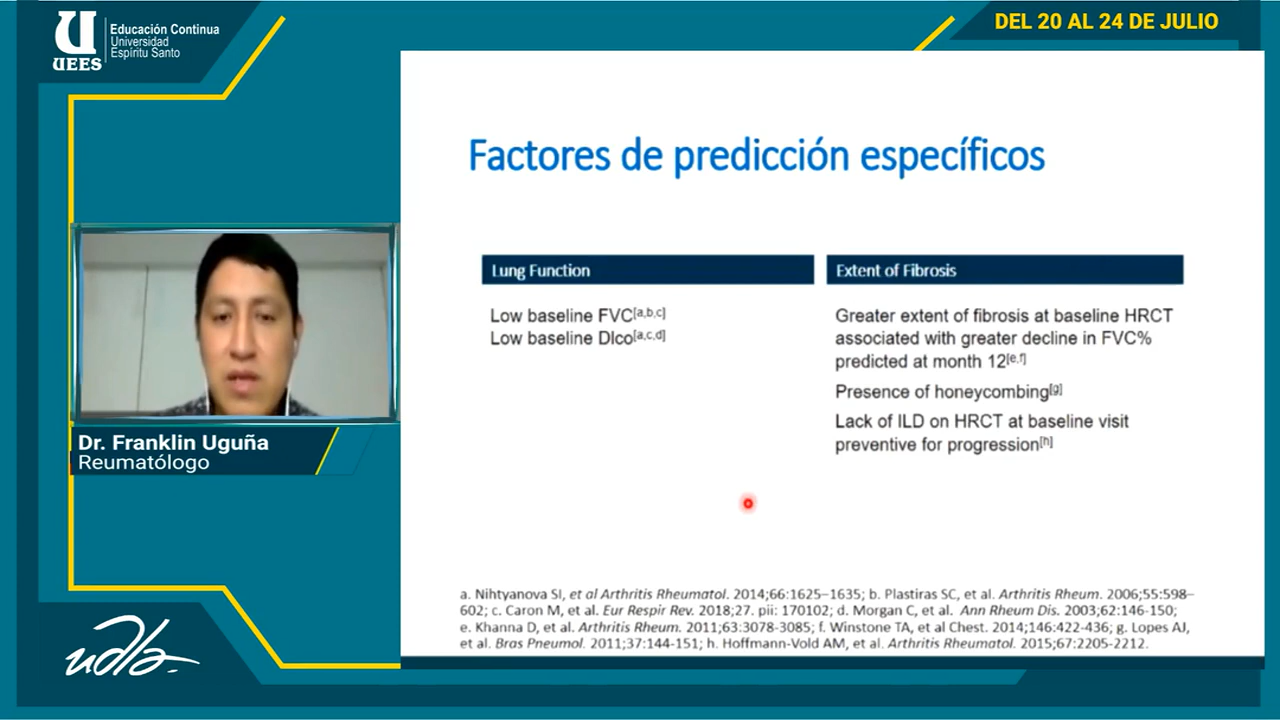 UEES
Educación Continua
Universidad
Espíritu Santo
DEL 20 AL 24 DE JULIO
Factores de predicción específicos
Lung Function
Low baseline FVC[a,b,c]
Low baseline Dlco[a,c,d]
Extent of Fibrosis
Greater extent of fibrosis at baseline HRCT
associated with greater decline in FVC%
predicted at month 12[e,f]
Presence of honeycombing[g]
Lack of ILD on HRCT at baseline visit
preventive for progression[h]
Dr. Franklin Uguña
Reumatólogo
a. Nihtyanova SI, et al Arthritis Rheumatol. 2014;66:1625–1635; b. Plastiras SC, et al. Arthritis Rheum. 2006;55:598–
602; c. Caron M, et al. Eur Respir Rev. 2018;27. pii: 170102; d. Morgan C, et al. Ann Rheum Dis. 2003;62:146-150;
e. Khanna D, et al. Arthritis Rheum. 2011;63:3078-3085; f. Winstone TA, et al Chest. 2014;146:422-436; g. Lopes AJ,
et al. Bras Pneumol. 2011;37:144-151; h. Hoffmann-Vold AM, et al. Arthritis Rheumatol. 2015;67:2205-2212.
udla